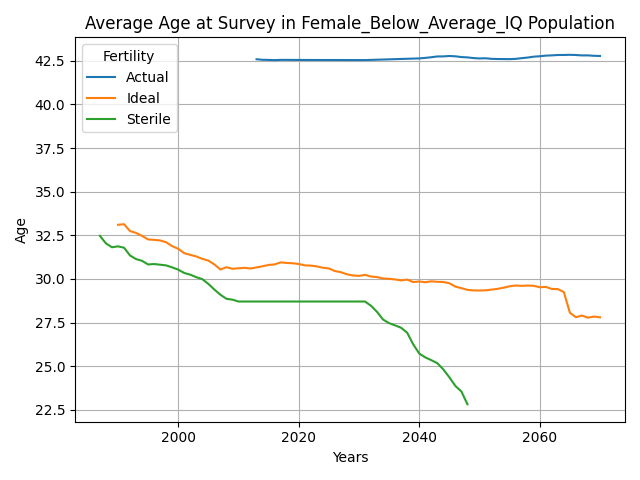 Average Age at Survey in Female_Below_Average_IQ Population
Fertility
Actual
Ideal
Sterile
Age
42.5
40.0
37.5
35.0
32.5
30.0
27.5
25.0
22.5
2000
2020
2040
2060
Years